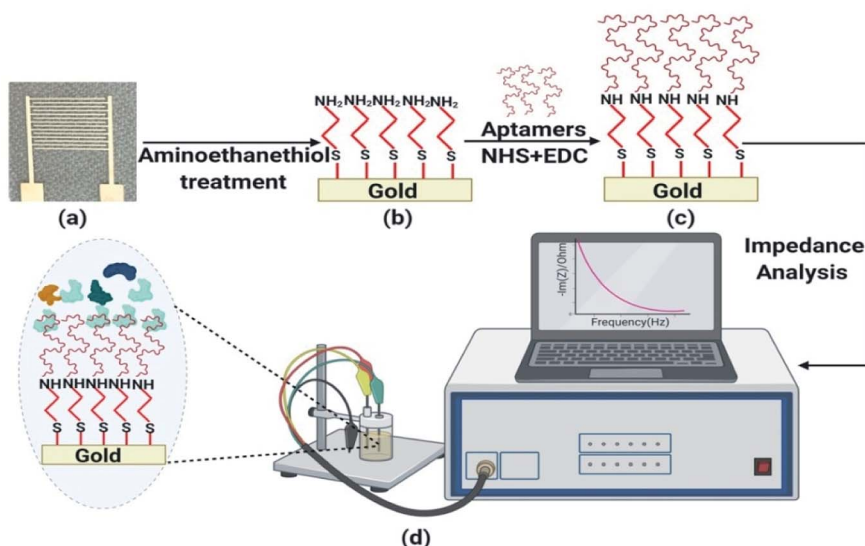 NH₂NH₂NH₂NH₂NH₂
Aptamers
NHS+EDC
Aminoethanethiol
treatment
S S S S S
Gold
(a)
(b)
NH NH NH NH NH
S S S S S
Gold
(c)
Impedance
Analysis
-Im(Z)/Ohm
Frequency(Hz)
NHNHNHNHNH
S S S S S
Gold
(d)